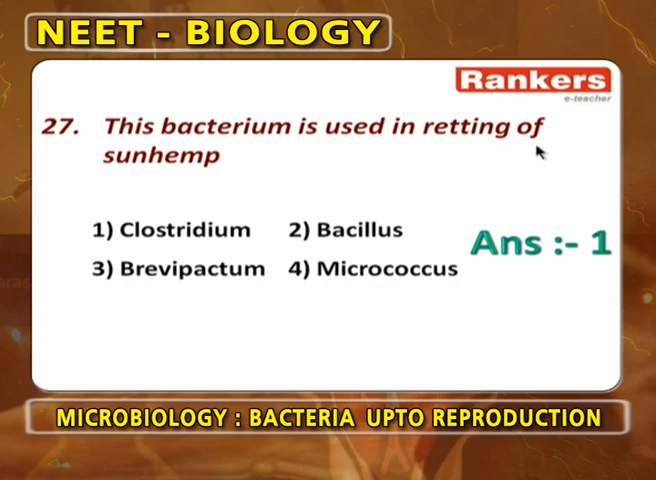 NEET - BIOLOGY
Rankers
e-teacher
27. This bacterium is used in retting of
sunhemp
1) Clostridium 2) Bacillus
Ans :- 1
3) Brevipactum 4) Micrococcus
MICROBIOLOGY : BACTERIA UPTO REPRODUCTION